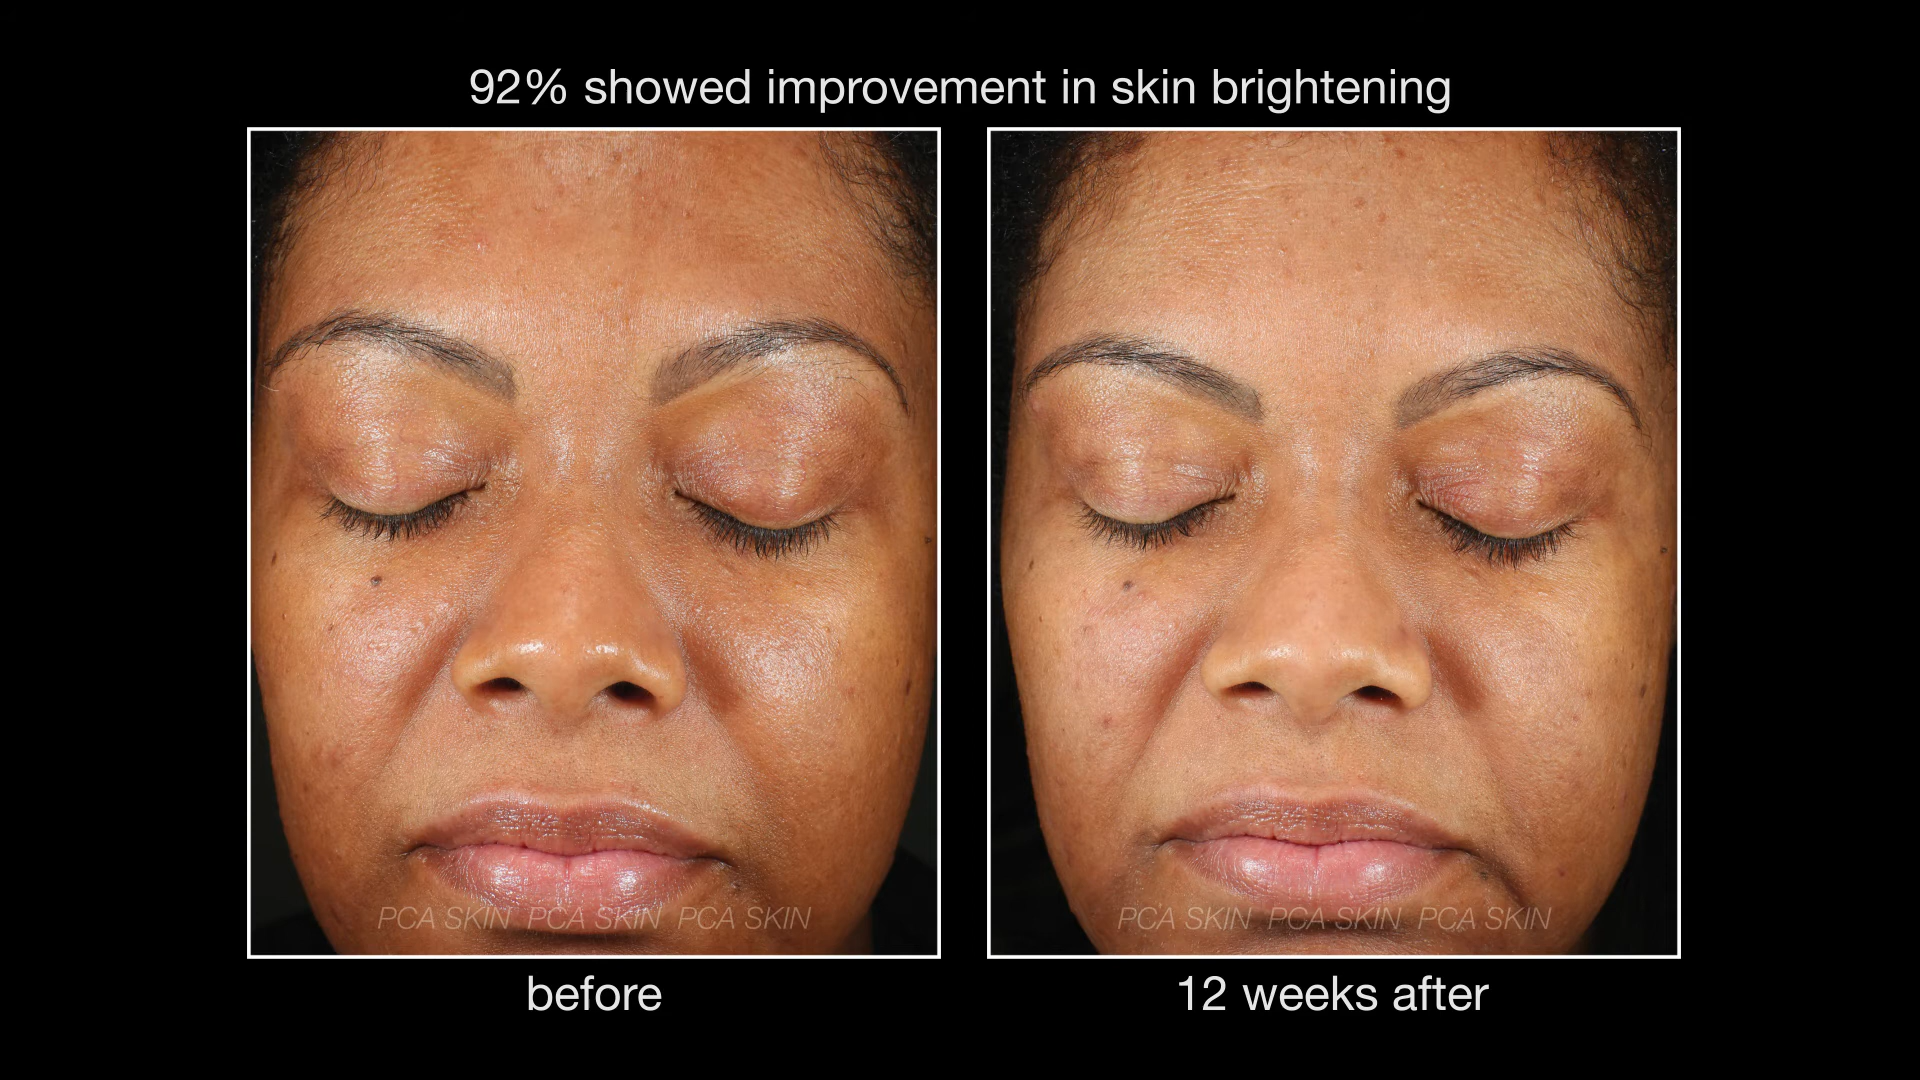 92% showed improvement in skin brightening
PCA SKIN PCA SKIN PCA SKIN
PCA SKIN PCA SKIN PCA SKIN
before
12 weeks after